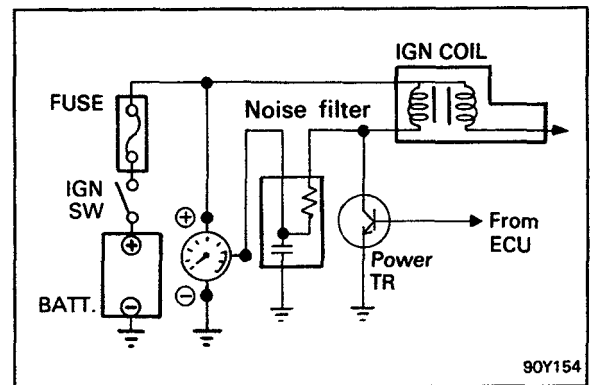 IGN COIL
FUSE
Noise filter
IGN
SW
⊕
⊕
From
ECU
Power
TR
BATT.
⊖
⊖
90Y154